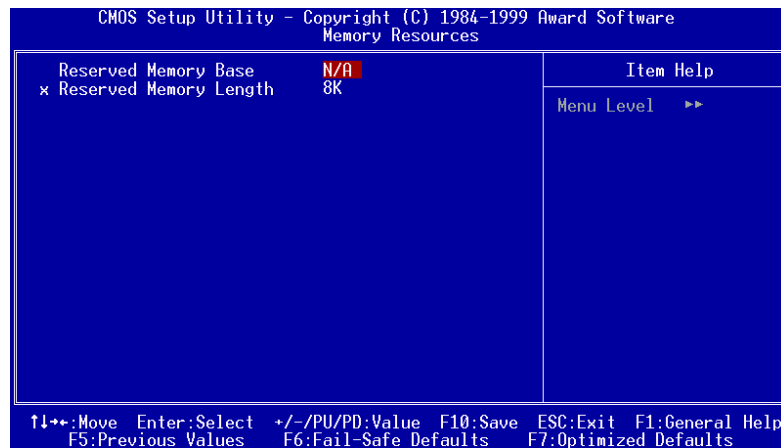 CMOS Setup Utility - Copyright (C) 1984-1999 Award Software
Memory Resources
Reserved Memory Base N/A
x Reserved Memory Length 8K
Item Help
Menu Level ►►
↑↓→←:Move Enter:Select +/-/PU/PD:Value F10:Save ESC:Exit F1:General Help
F5:Previous Values F6:Fail-Safe Defaults F7:Optimized Defaults